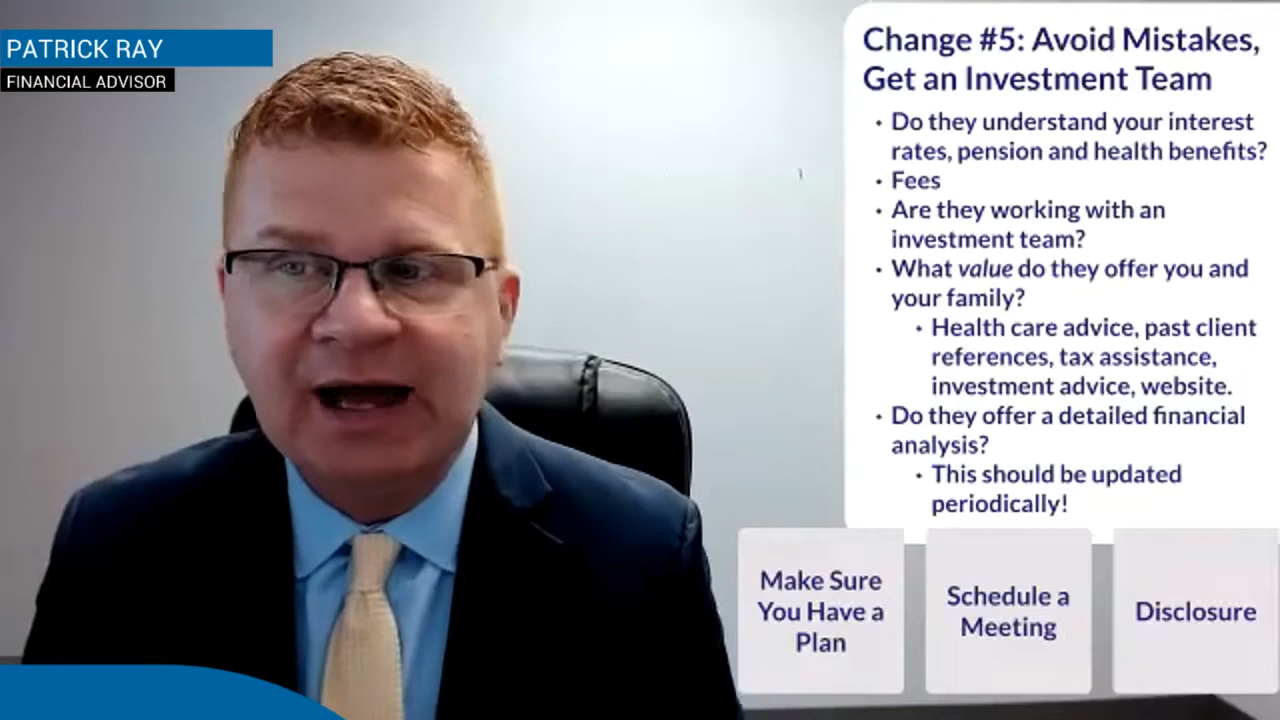 PATRICK RAY
FINANCIAL ADVISOR
Change #5: Avoid Mistakes,
Get an Investment Team
• Do they understand your interest
rates, pension and health benefits?
• Fees
• Are they working with an
investment team?
• What value do they offer you and
your family?
• Health care advice, past client
references, tax assistance,
investment advice, website.
• Do they offer a detailed financial
analysis?
• This should be updated
periodically!
Make Sure
You Have a
Plan
Schedule a
Meeting
Disclosure